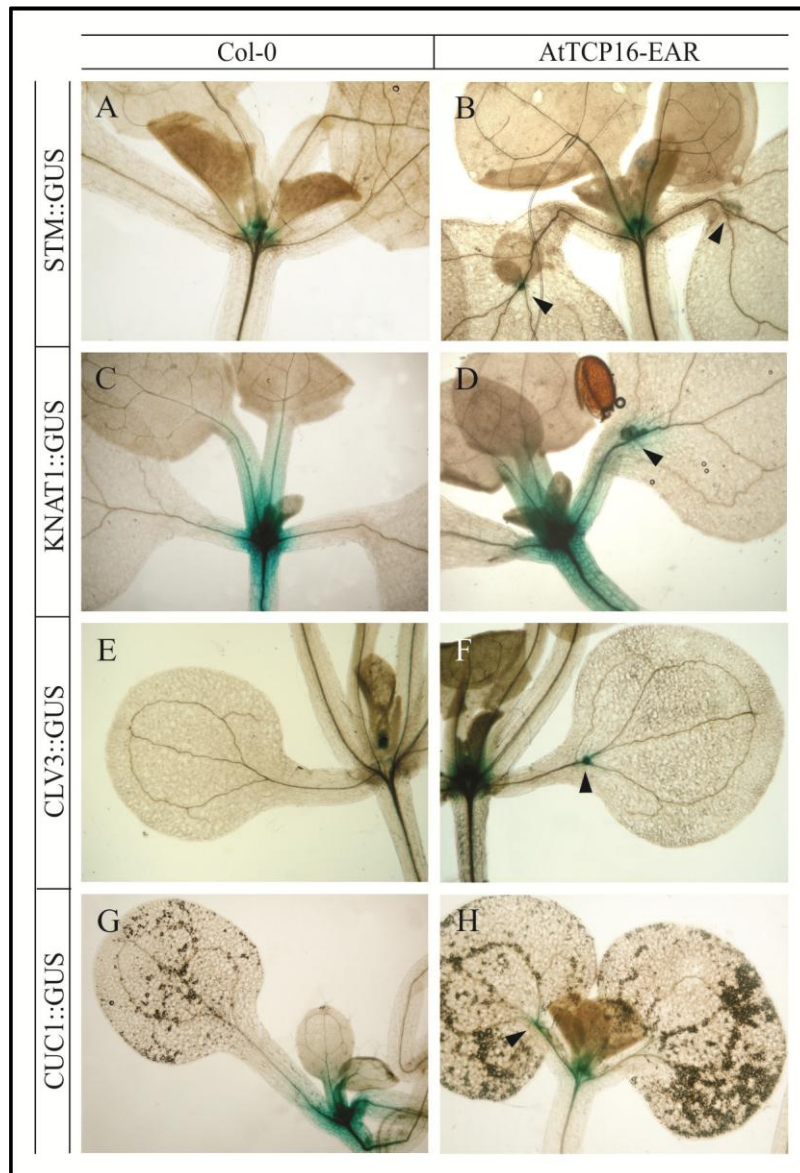 Col-0 AtTCP16-EAR
STM::GUS
A B
KNAT1::GUS
C D
CLV3::GUS
E F
CUC1::GUS
G H